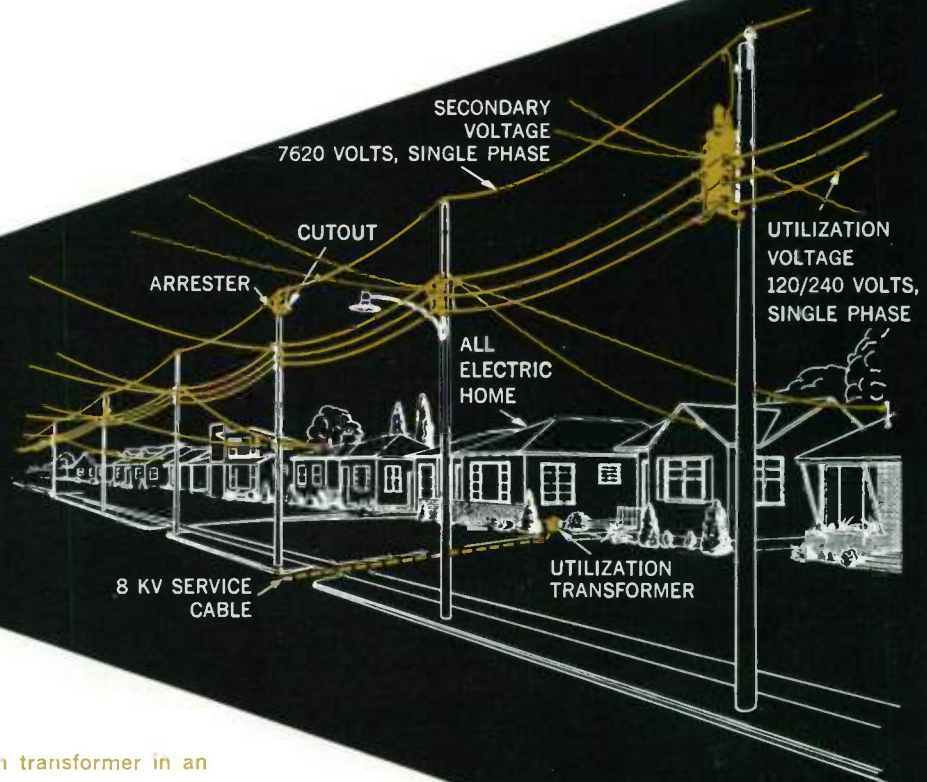 SECONDARY
VOLTAGE
7620 VOLTS, SINGLE PHASE
CUTOUT
ARRESTER
UTILIZATION
VOLTAGE
120/240 VOLTS,
SINGLE PHASE
ALL
ELECTRIC
HOME
8 KV SERVICE
CABLE
UTILIZATION
TRANSFORMER
transformer in an